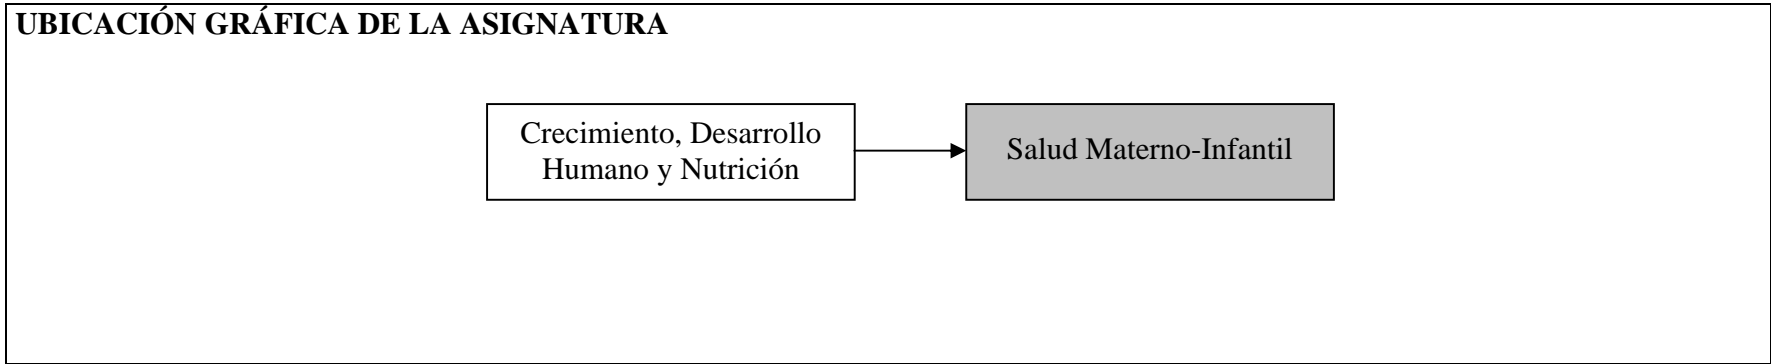 UBICACIÓN GRÁFICA DE LA ASIGNATURA
Crecimiento, Desarrollo
Humano y Nutrición
Salud Materno-Infantil